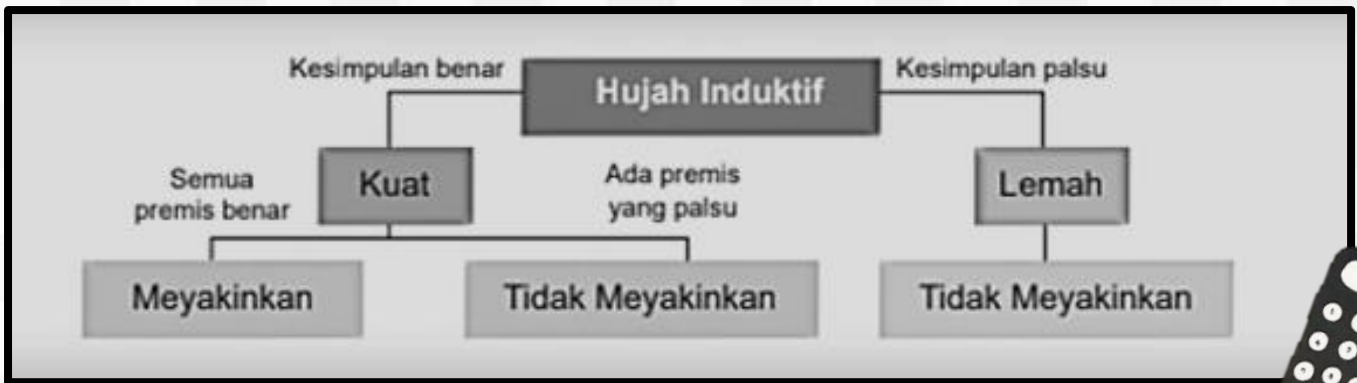 Kesimpulan benar
Hujah Induktif
Kesimpulan palsu
Semua
premis benar
Kuat
Ada premis
yang palsu
Lemah
Meyakinkan
Tidak Meyakinkan
Tidak Meyakinkan